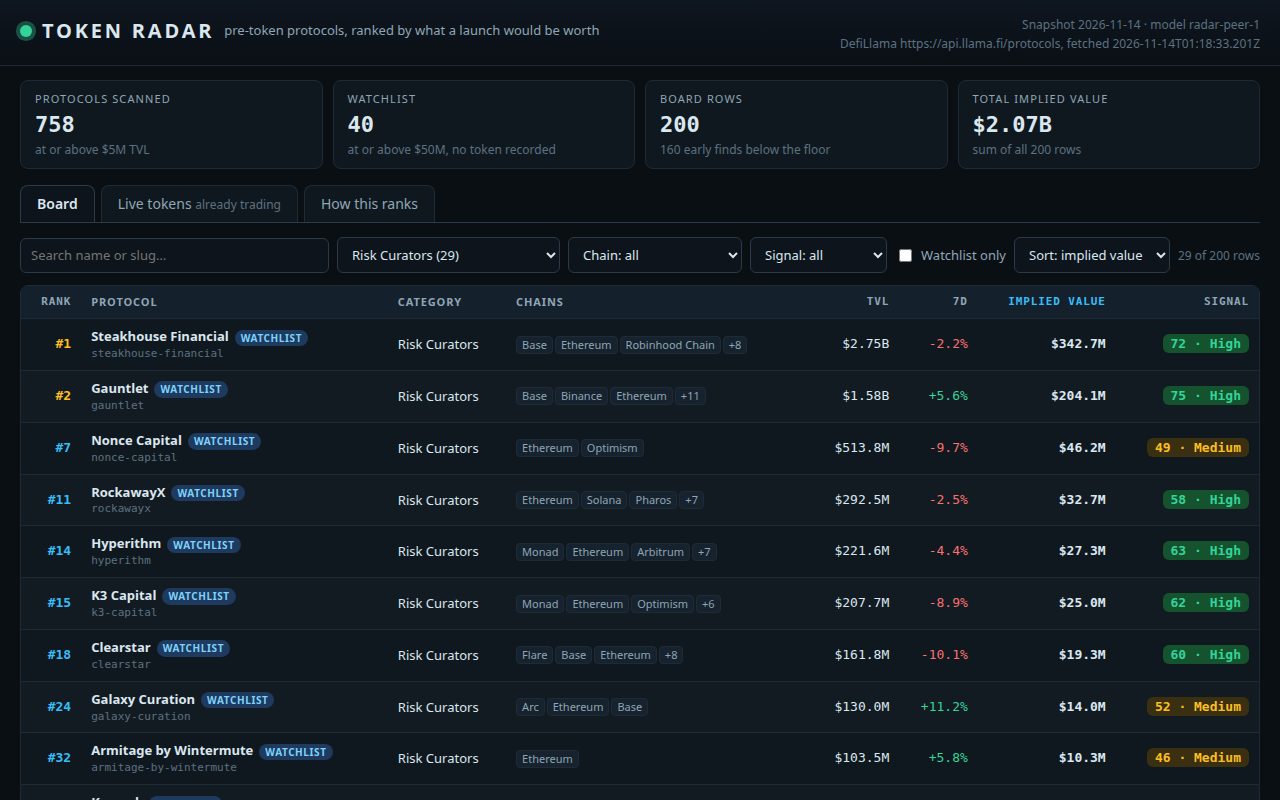 TOKEN RADAR pre-token protocols, ranked by what a launch would be worth
Snapshot 2026-11-14 · model radar-peer-1
DefiLlama https://api.llama.fi/protocols, fetched 2026-11-14T01:18:33.201Z
PROTOCOLS SCANNED
758
at or above $5M TVL
WATCHLIST
40
at or above $50M, no token recorded
BOARD ROWS
200
160 early finds below the floor
TOTAL IMPLIED VALUE
$2.07B
sum of all 200 rows
Board Live tokens already trading How this ranks
Search name or slug... Risk Curators (29) Chain: all Signal: all Watchlist only Sort: implied value 29 of 200 rows
RANK PROTOCOL CATEGORY CHAINS TVL 7D IMPLIED VALUE SIGNAL
#1 Steakhouse Financial WATCHLIST Risk Curators Base Ethereum Robinhood Chain +8 $2.75B -2.2% $342.7M 72 · High
steakhouse-financial
#2 Gauntlet WATCHLIST Risk Curators Base Binance Ethereum +11 $1.58B +5.6% $204.1M 75 · High
gauntlet
#7 Nonce Capital WATCHLIST Risk Curators Ethereum Optimism $513.8M -9.7% $46.2M 49 · Medium
nonce-capital
#11 RockawayX WATCHLIST Risk Curators Ethereum Solana Pharos +7 $292.5M -2.5% $32.7M 58 · High
rockawayx
#14 Hyperithm WATCHLIST Risk Curators Monad Ethereum Arbitrum +7 $221.6M -4.4% $27.3M 63 · High
hyperithm
#15 K3 Capital WATCHLIST Risk Curators Monad Ethereum Optimism +6 $207.7M -8.9% $25.0M 62 · High
k3-capital
#18 Clearstar WATCHLIST Risk Curators Flare Base Ethereum +8 $161.8M -10.1% $19.3M 60 · High
clearstar
#24 Galaxy Curation WATCHLIST Risk Curators Arc Ethereum Base $130.0M +11.2% $14.0M 52 · Medium
galaxy-curation
#32 Armitage by Wintermute WATCHLIST Risk Curators Ethereum $103.5M +5.8% $10.3M 46 · Medium
armitage-by-wintermute